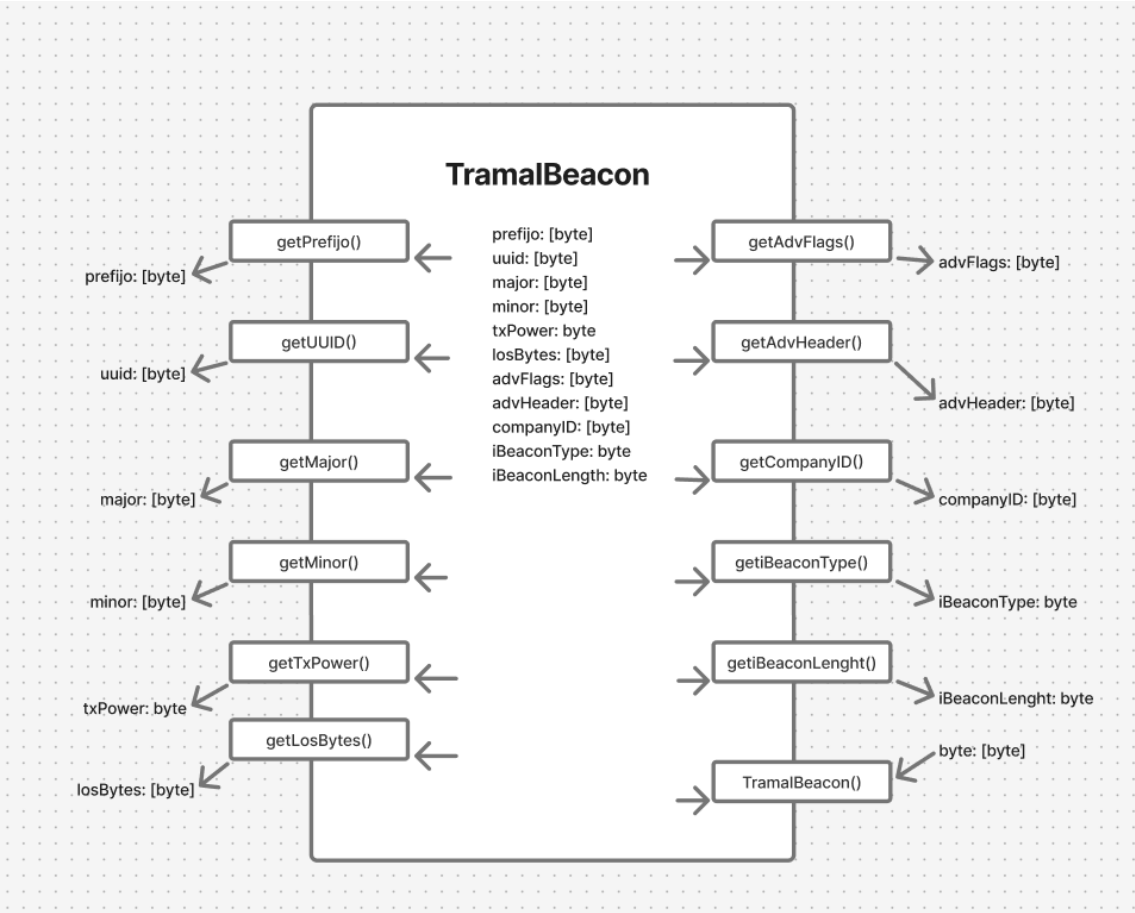 TramaIBeacon
prefijo: [byte]
uuid: [byte]
major: [byte]
minor: [byte]
txPower: byte
losBytes: [byte]
advFlags: [byte]
advHeader: [byte]
companyID: [byte]
iBeaconType: byte
iBeaconLength: byte
getPrefijo()
prefijo: [byte]
getUUID()
uuid: [byte]
getMajor()
major: [byte]
getMinor()
minor: [byte]
getTxPower()
txPower: byte
getLosBytes()
losBytes: [byte]
getAdvFlags()
advFlags: [byte]
getAdvHeader()
advHeader: [byte]
getCompanyID()
companyID: [byte]
getiBeaconType()
iBeaconType: byte
getiBeaconLenght()
iBeaconLenght: byte
byte: [byte]
TramaIBeacon()